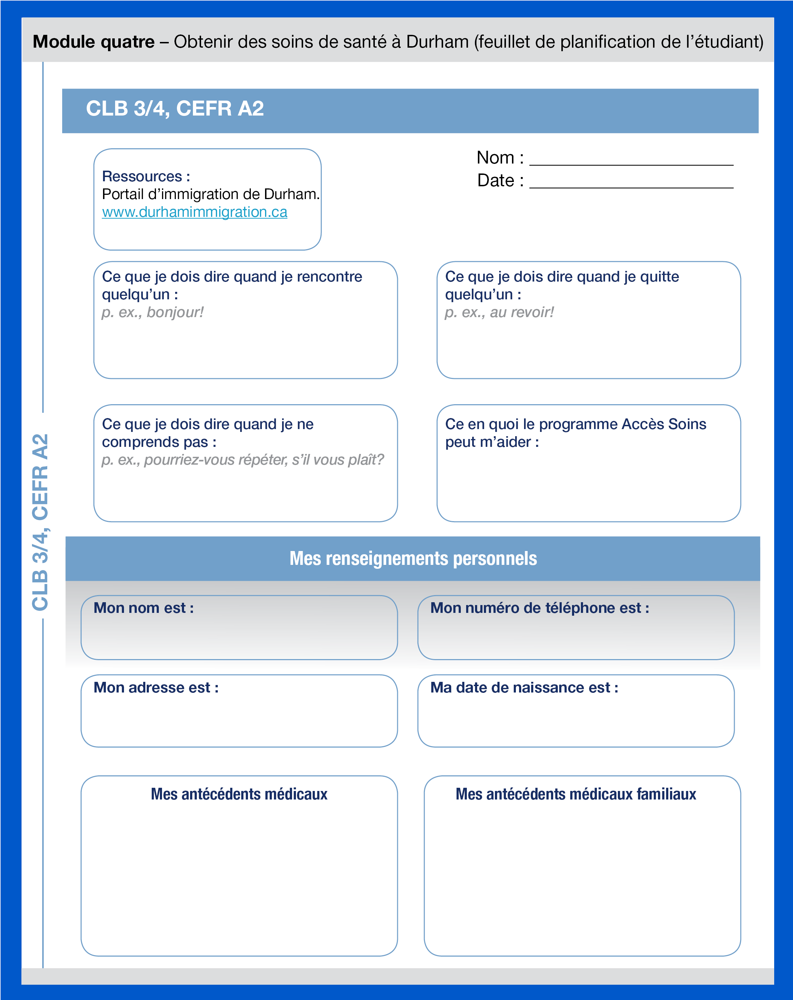 Module quatre – Obtenir des soins de santé à Durham (feuillet de planification de l’étudiant)
CLB 3/4, CEFR A2
Nom :
Date :
Ressources :
Portail d’immigration de Durham.
www.durhamimmigration.ca
Ce que je dois dire quand je rencontre
quelqu’un :
p. ex., bonjour!
Ce que je dois dire quand je quitte
quelqu’un :
p. ex., au revoir!
Ce que je dois dire quand je ne
comprends pas :
p. ex., pourriez-vous répéter, s’il vous plaît?
Ce en quoi le programme Accès Soins
peut m’aider :
CLB 3/4, CEFR A2
Mes renseignements personnels
Mon nom est :
Mon numéro de téléphone est :
Mon adresse est :
Ma date de naissance est :
Mes antécédents médicaux
Mes antécédents médicaux familiaux